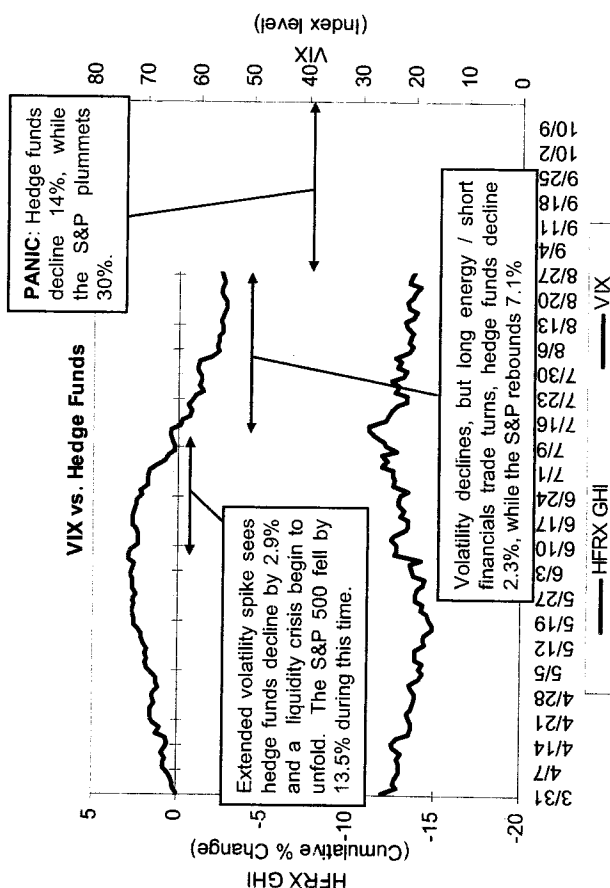 VIX vs. Hedge Funds
HFRX GHI
(Cumulative % Change)
5
0
-5
-10
-15
-20
VIX
(Index level)
80
70
60
50
40
30
20
10
0
PANIC: Hedge funds
decline 14%, while
the S&P plummets
30%.
Extended volatility spike sees
hedge funds decline by 2.9%
and a liquidity crisis begin to
unfold. The S&P 500 fell by
13.5% during this time.
Volatility declines, but long energy / short
financials trade turns, hedge funds decline
2.3%, while the S&P rebounds 7.1%
3/31
4/7
4/14
4/21
4/28
5/5
5/12
5/19
5/27
6/3
6/10
6/17
6/24
7/1
7/9
7/16
7/23
7/30
8/6
8/13
8/20
8/27
9/4
9/11
9/18
9/25
10/2
10/9
HFRX GHI
VIX